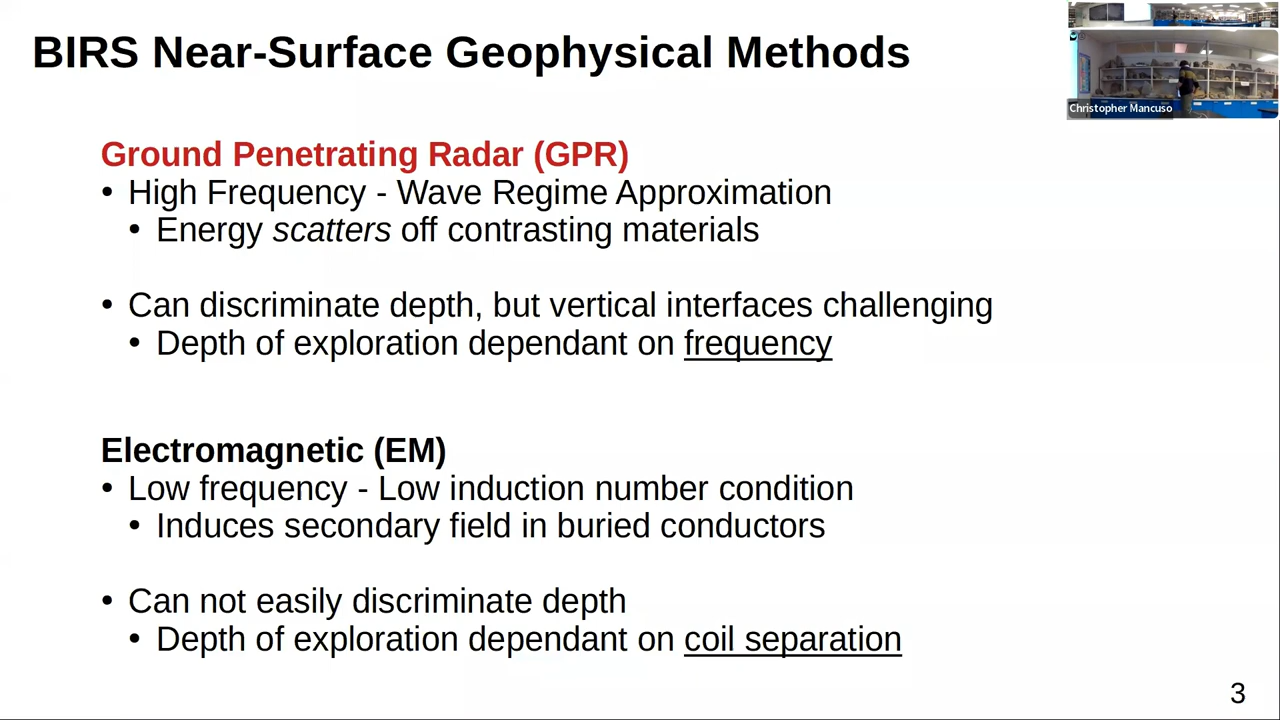 BIRS Near-Surface Geophysical Methods
Christopher Mancuso
Ground Penetrating Radar (GPR)
• High Frequency - Wave Regime Approximation
• Energy scatters off contrasting materials
• Can discriminate depth, but vertical interfaces challenging
• Depth of exploration dependant on frequency
Electromagnetic (EM)
• Low frequency - Low induction number condition
• Induces secondary field in buried conductors
• Can not easily discriminate depth
• Depth of exploration dependant on coil separation
3